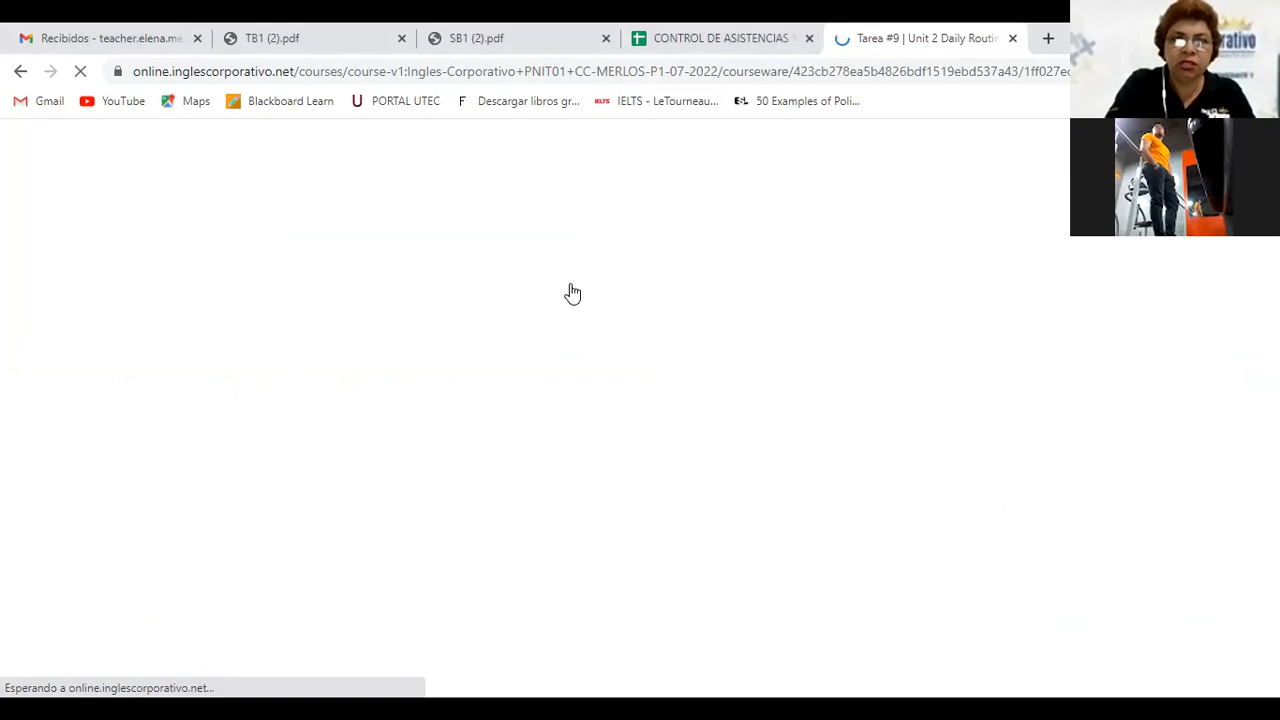 Recibidos - teacher.elena.me
TB1 (2).pdf
SB1 (2).pdf
CONTROL DE ASISTENCIAS
Tarea #9 | Unit 2 Daily Routin
online.inglescorporativo.net/courses/course-v1:Ingles-Corporativo+PNIT01+CC-MERLOS-P1-07-2022/courseware/423cb278ea5b4826bdf1519ebd537a43/1ff027ec
Gmail
YouTube
Maps
Blackboard Learn
PORTAL UTEC
Descargar libros gr...
IELTS - LeTourneau...
50 Examples of Poli...
Esperando a online.inglescorporativo.net...